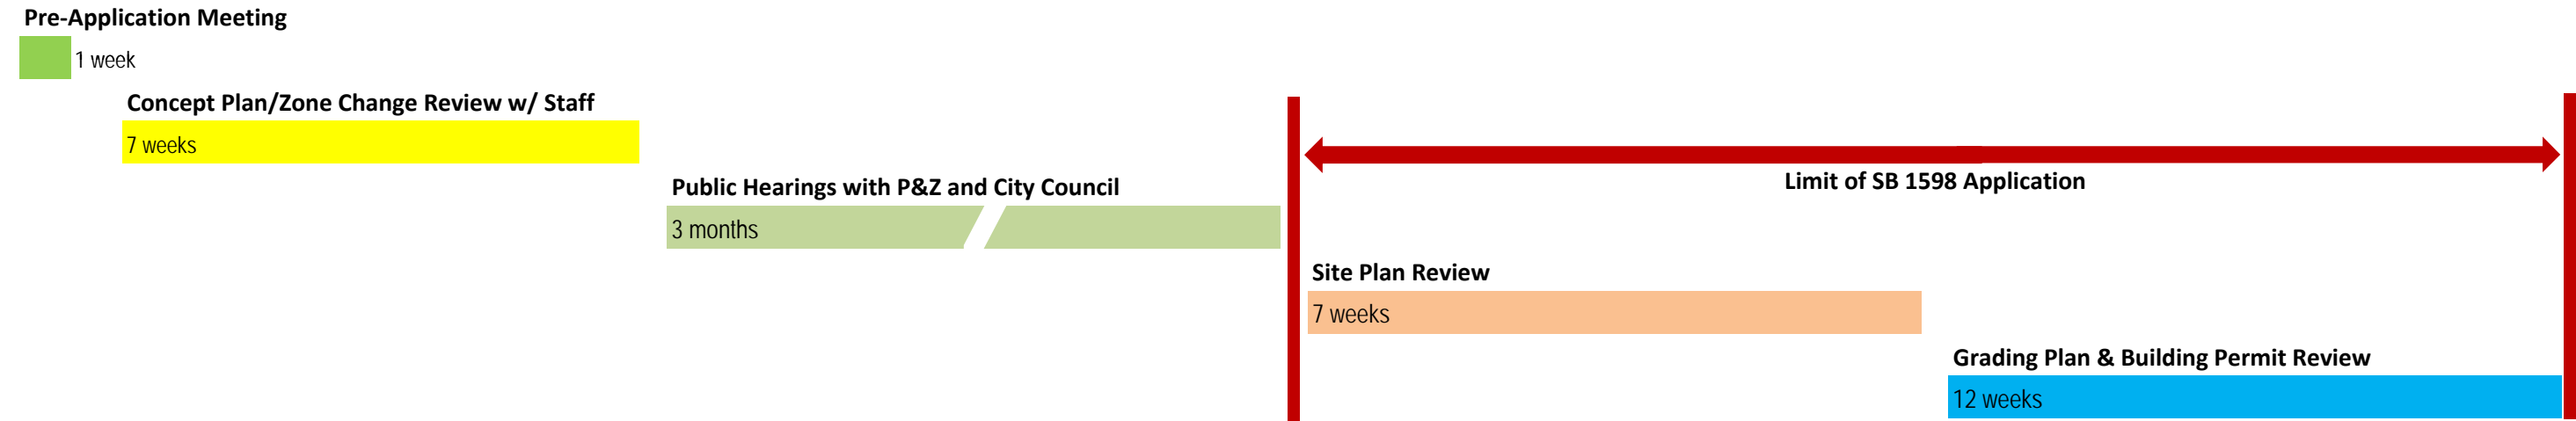 Pre-Application Meeting
1 week
Concept Plan/Zone Change Review w/ Staff
7 weeks
Public Hearings with P&Z and City Council
3 months
Limit of SB 1598 Application
Site Plan Review
7 weeks
Grading Plan & Building Permit Review
12 weeks